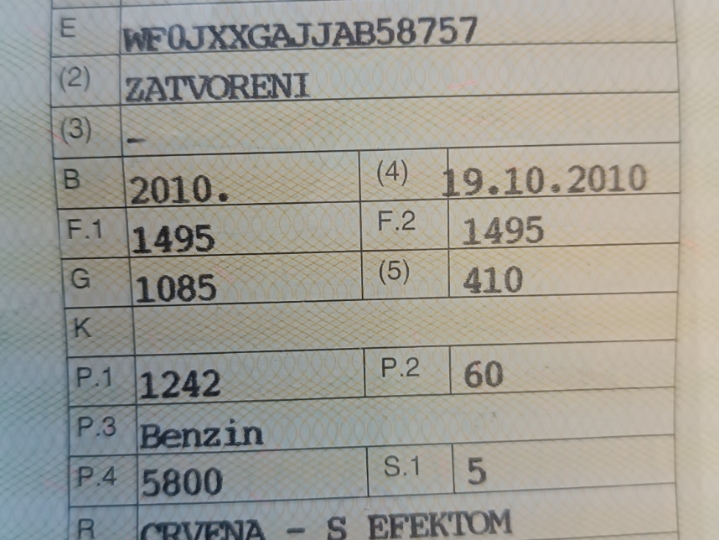 E WF0JXXGAJJAB58757
(2) ZATVORENI
(3) –
B 2010. (4) 19.10.2010
F.1 1495 F.2 1495
G 1085 (5) 410
K
P.1 1242 P.2 60
P.3 Benzin
P.4 5800 S.1 5
R CRVENA - S EFEKTOM